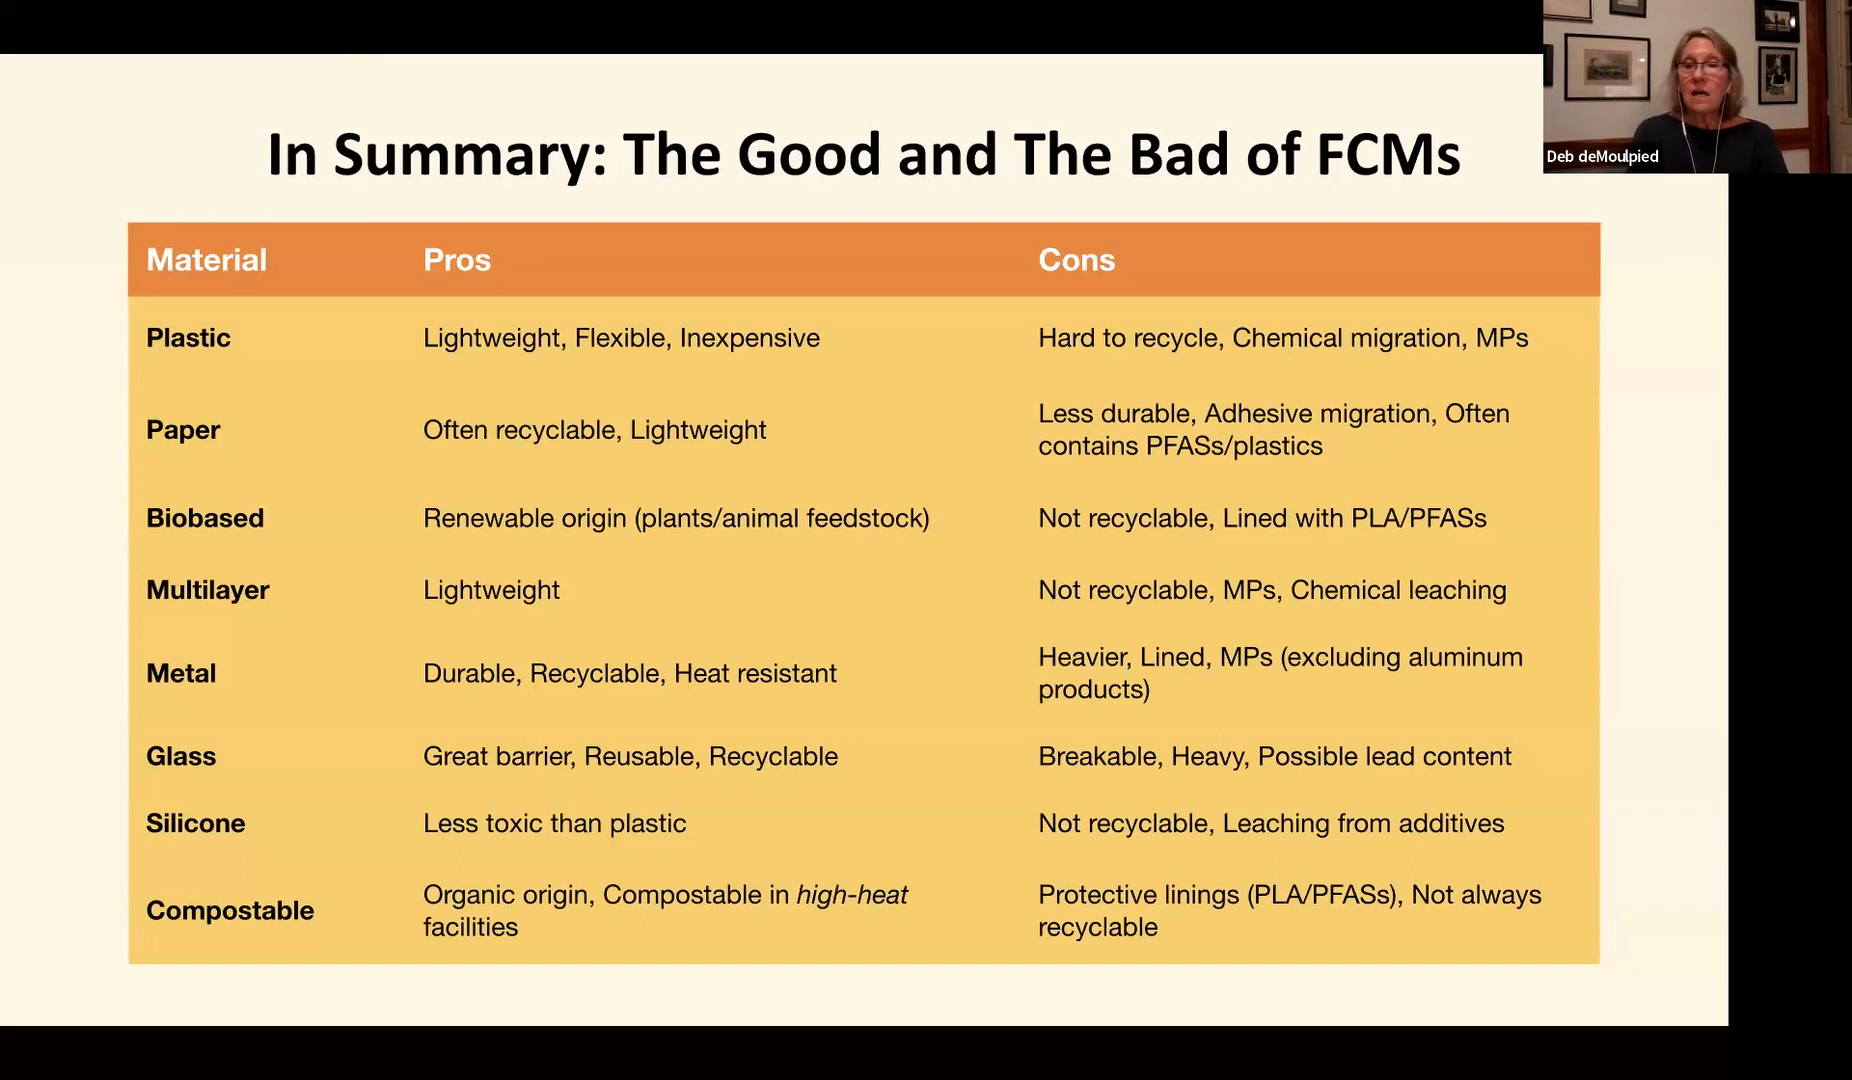 In Summary: The Good and The Bad of FCMs
Deb deMoulpied
Material Pros Cons
Plastic Lightweight, Flexible, Inexpensive Hard to recycle, Chemical migration, MPs
Paper Often recyclable, Lightweight Less durable, Adhesive migration, Often
contains PFASs/plastics
Biobased Renewable origin (plants/animal feedstock) Not recyclable, Lined with PLA/PFASs
Multilayer Lightweight Not recyclable, MPs, Chemical leaching
Metal Durable, Recyclable, Heat resistant Heavier, Lined, MPs (excluding aluminum
products)
Glass Great barrier, Reusable, Recyclable Breakable, Heavy, Possible lead content
Silicone Less toxic than plastic Not recyclable, Leaching from additives
Compostable Organic origin, Compostable in high-heat
facilities Protective linings (PLA/PFASs), Not always
recyclable